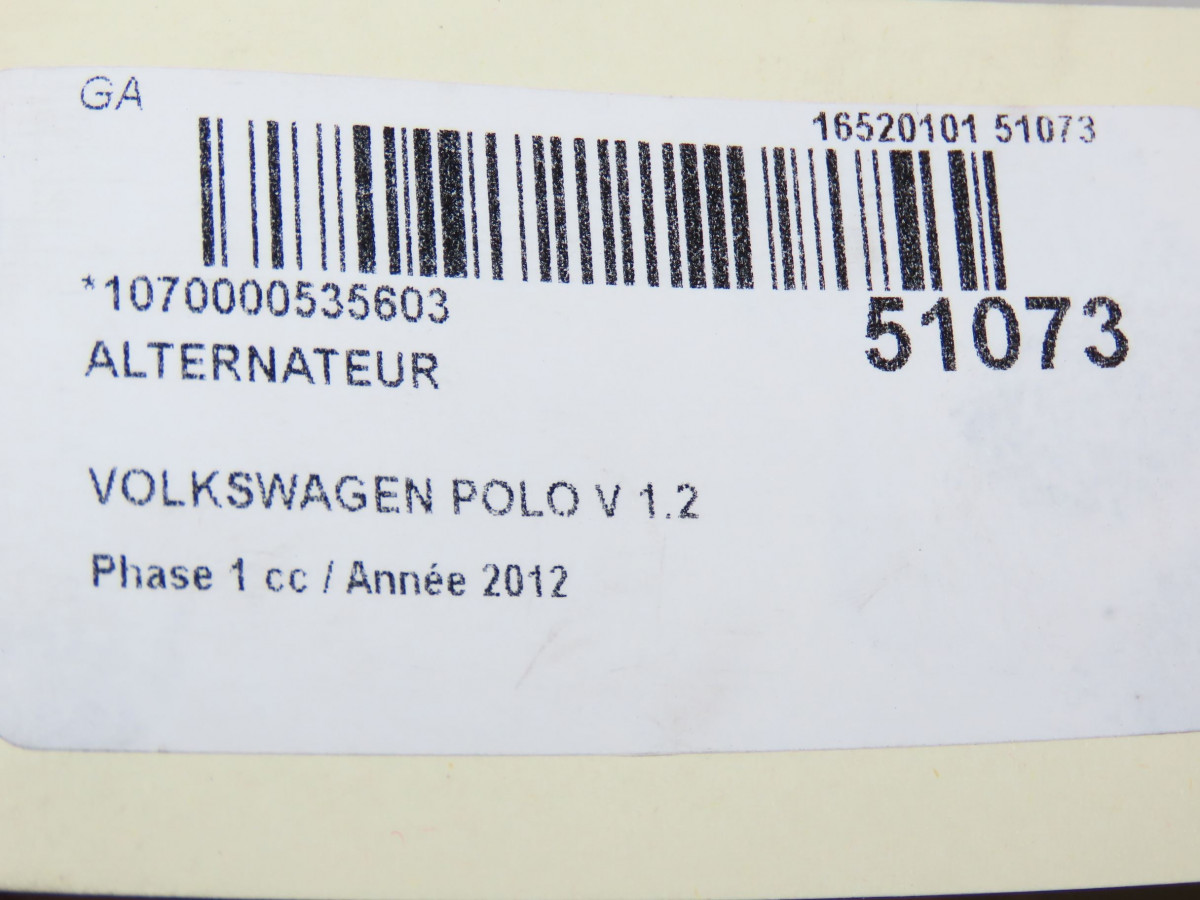 GA
16520101 51073
*1070000535603
51073
ALTERNATEUR
VOLKSWAGEN POLO V 1.2
Phase 1 cc / Année 2012